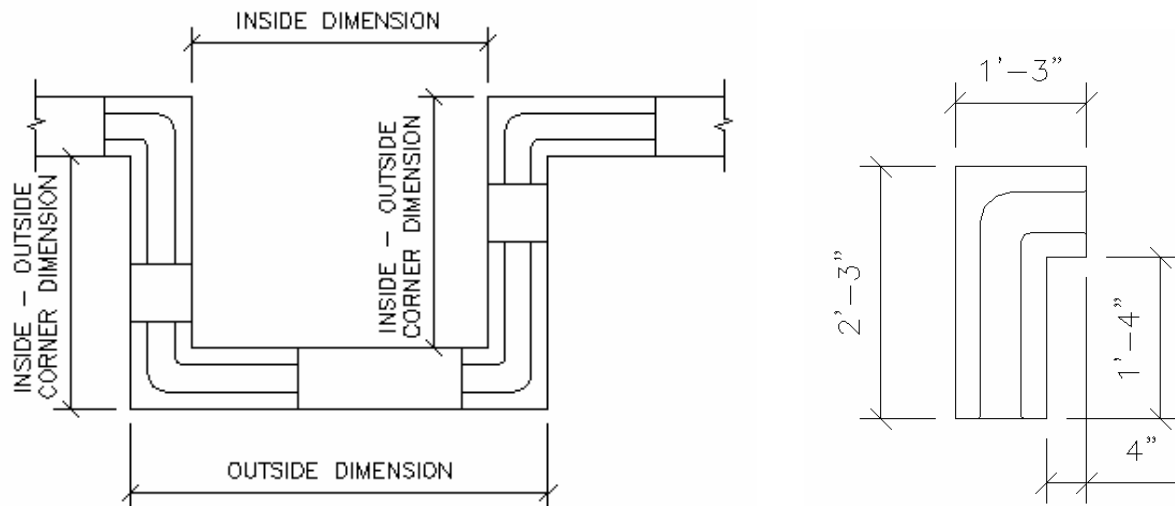 INSIDE DIMENSION
INSIDE – OUTSIDE
CORNER DIMENSION
INSIDE – OUTSIDE
CORNER DIMENSION
OUTSIDE DIMENSION
1'–3"
2'–3"
1'–4"
4"